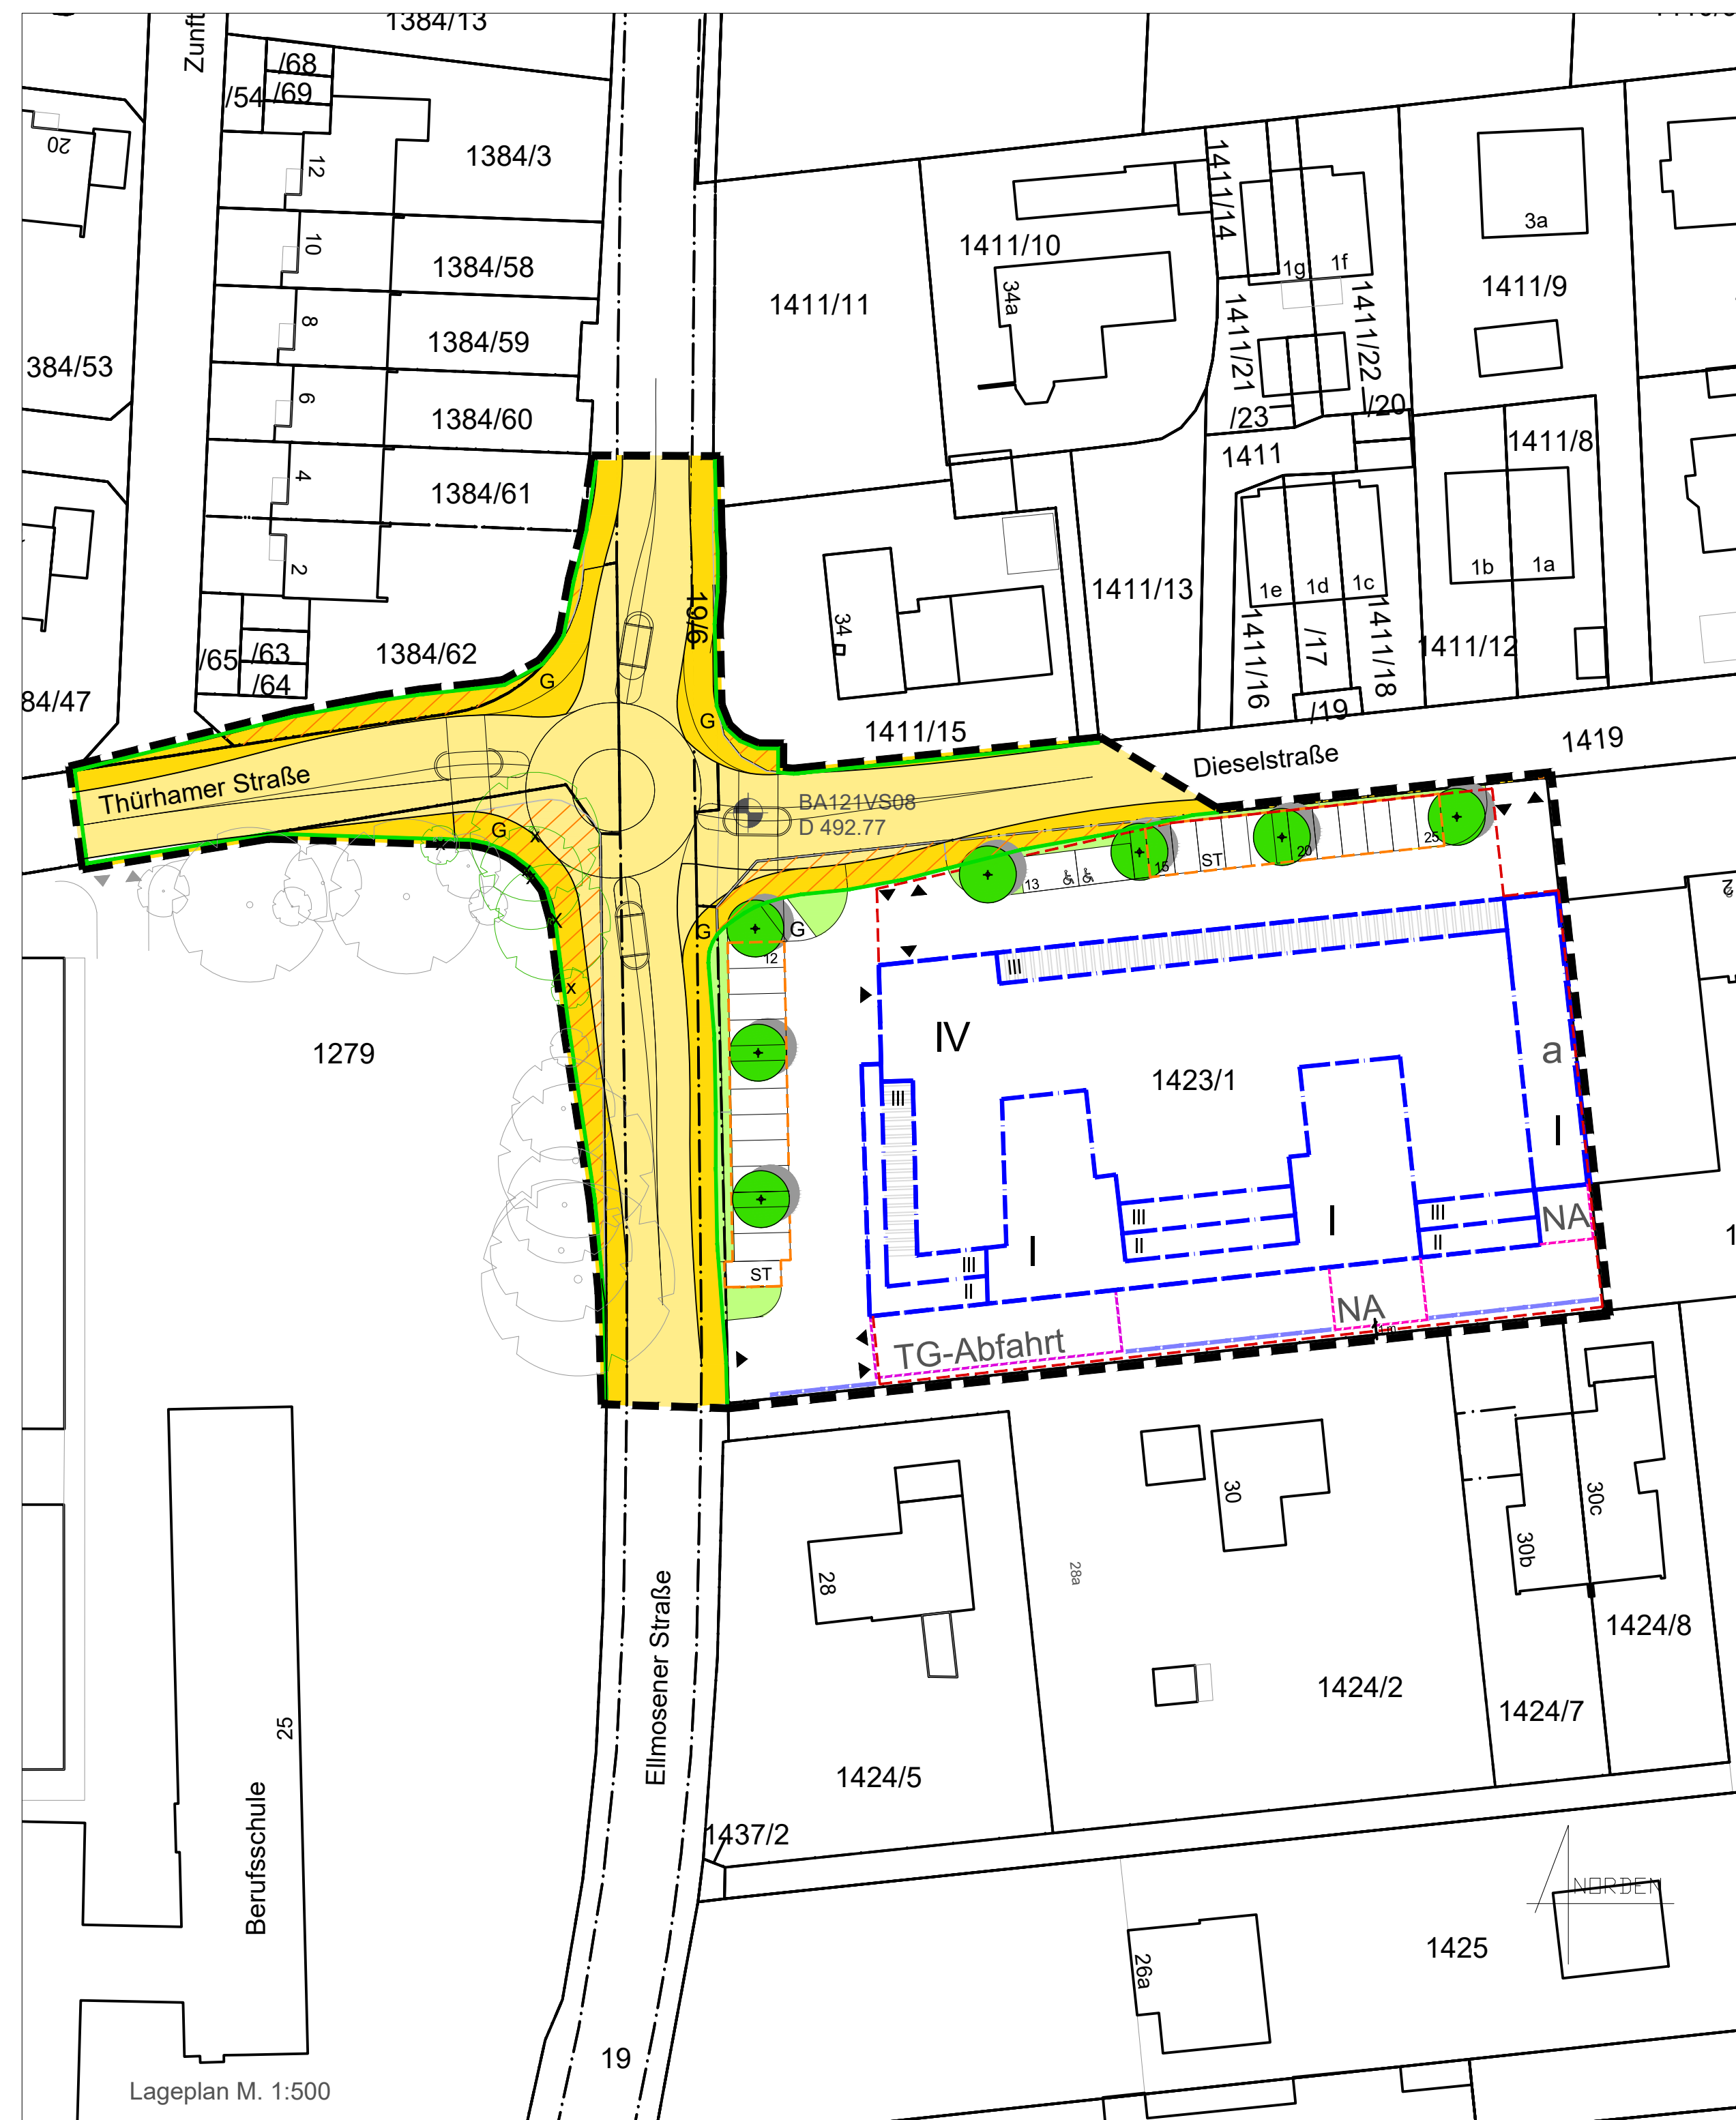 1384/13
Zunft
/68
/69
/54
20
12
1384/3
10
1384/58
8
1384/59
384/53
6
1384/60
4
1384/61
2
1384/62
/65
/63
/64
84/47
1411/11
1411/10
34a
1411/14
1g
1f
1411/21
1411/22
/23
/20
1411
3a
1411/9
1411/8
1b
1a
1e
1d
1c
1411/13
1411/16
/17
1411/18
/19
1411/12
34
1411/15
19/6
G
G
Dieselstraße
1419
Thürhamer Straße
G
x
x
x
x
x
BA121VS08
D 492.77
G
G
12
13
15
ST
20
25
2
1279
III
IV
1423/1
a
III
I
III
II
I
III
II
I
III
II
NA
ST
NA
TG-Abfahrt
28
28a
30
30b
30c
1424/8
1424/2
1424/7
1424/5
Ellmosener Straße
25
Berufsschule
1437/2
NORDEN
1425
26a
19
Lageplan M. 1:500